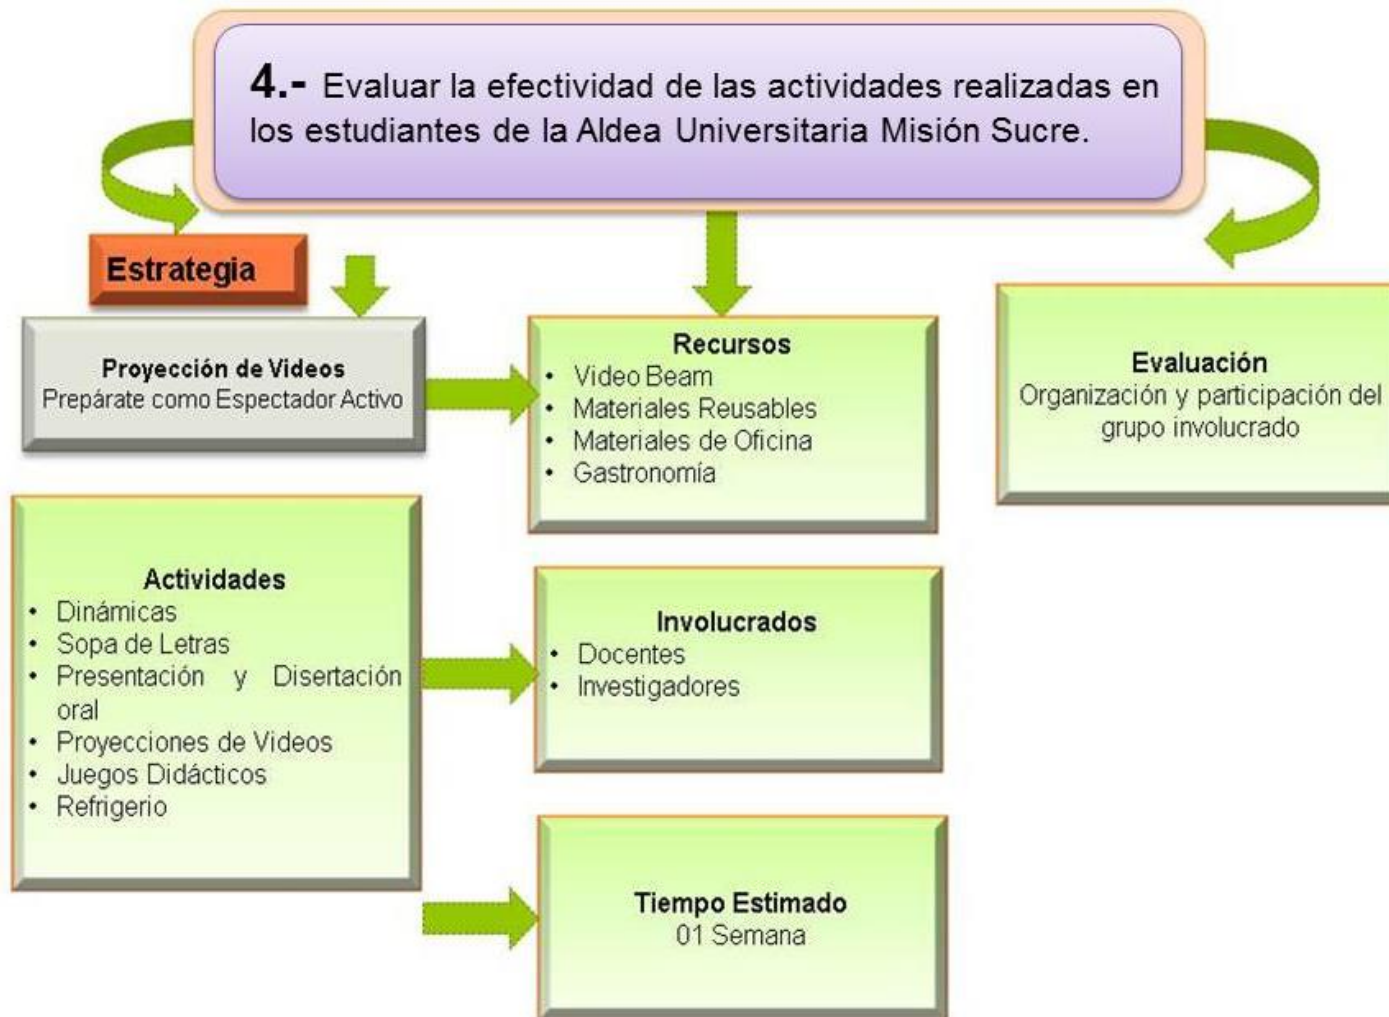 4.- Evaluar la efectividad de las actividades realizadas en
los estudiantes de la Aldea Universitaria Misión Sucre.
Estrategia
Proyección de Videos
Prepárate como Espectador Activo
Recursos
• Video Beam
• Materiales Reusables
• Materiales de Oficina
• Gastronomía
Evaluación
Organización y participación del
grupo involucrado
Actividades
• Dinámicas
• Sopa de Letras
• Presentación y Disertación
oral
• Proyecciones de Videos
• Juegos Didácticos
• Refrigerio
Involucrados
• Docentes
• Investigadores
Tiempo Estimado
01 Semana